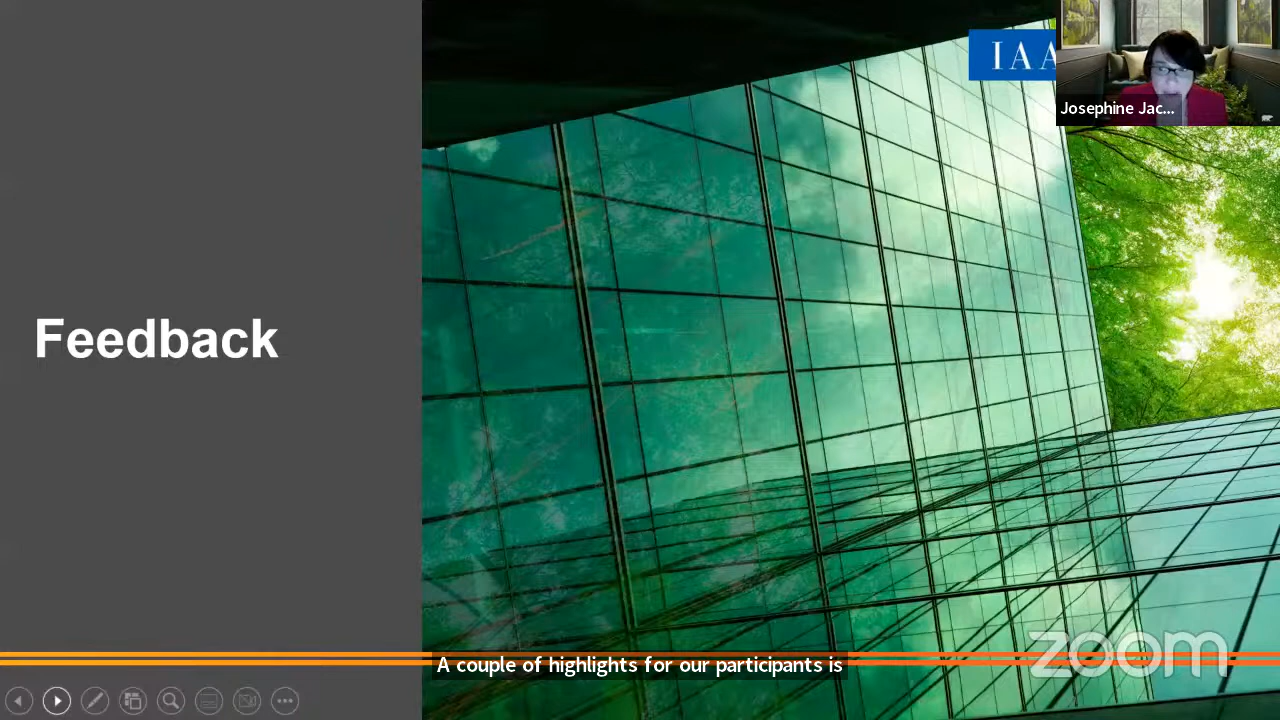 IAA
Josephine Jac...
Feedback
A couple of highlights for our participants is
zoom